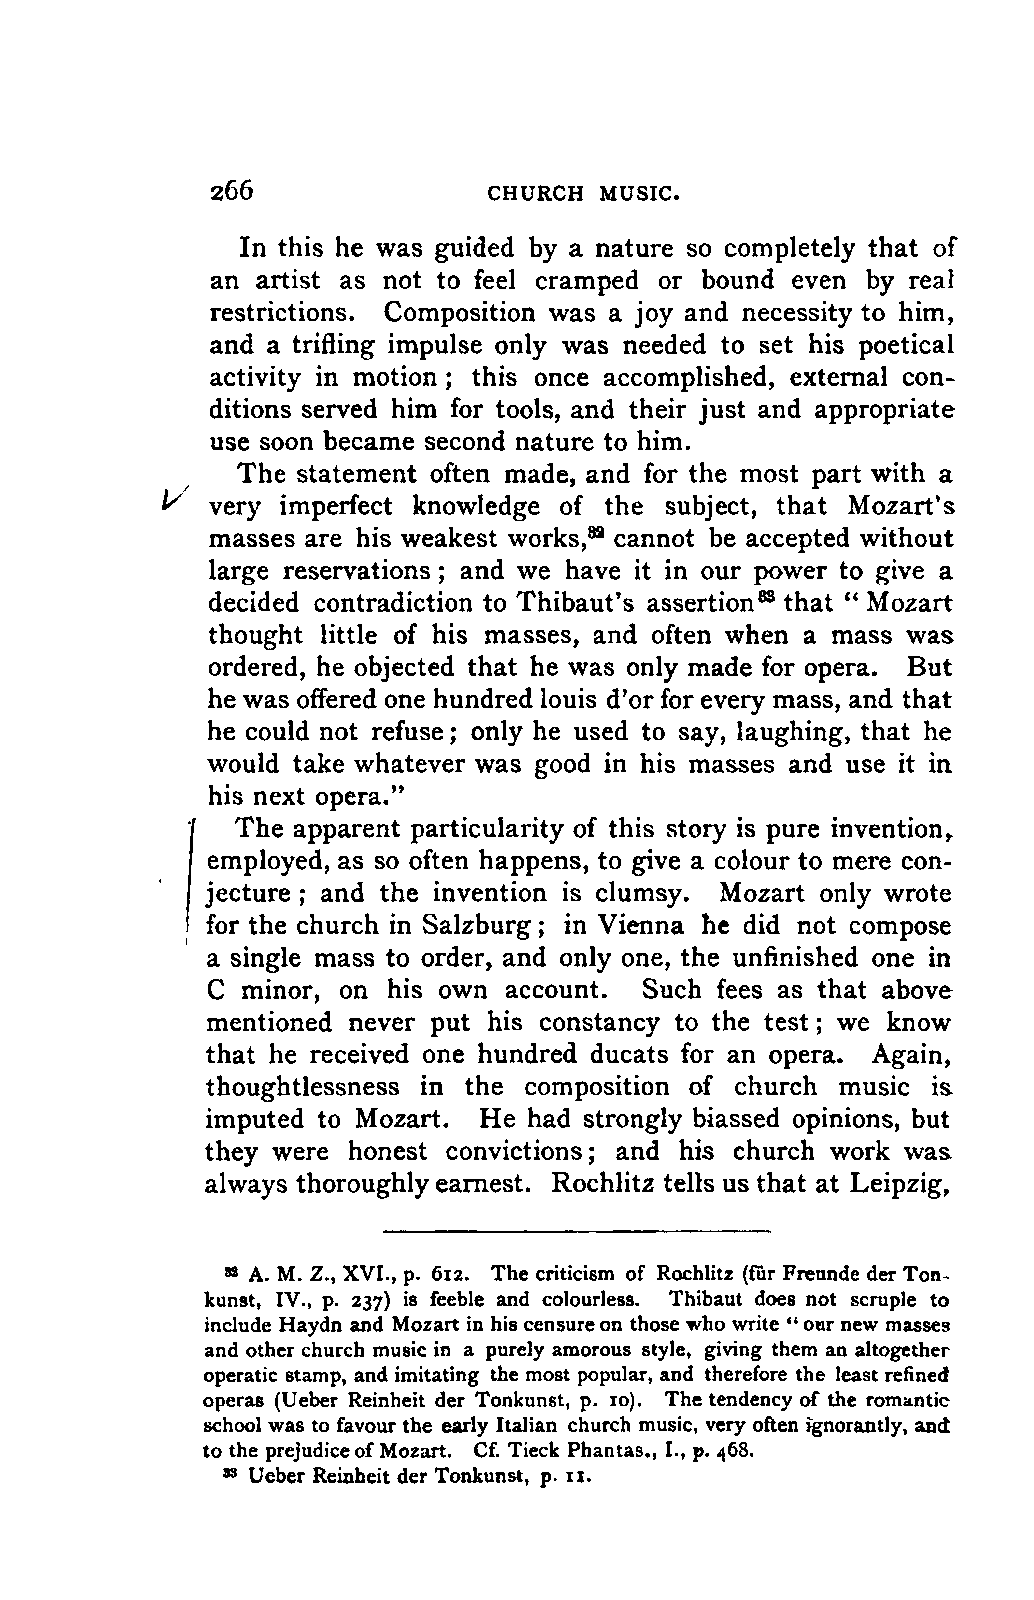 266 CHURCH MUSIC.
In this he was guided by a nature so completely that of
an artist as not to feel cramped or bound even by real
restrictions. Composition was a joy and necessity to him,
and a trifling impulse only was needed to set his poetical
activity in motion ; this once accomplished, external con-
ditions served him for tools, and their just and appropriate
use soon became second nature to him.
The statement often made, and for the most part with a
very imperfect knowledge of the subject, that Mozart's
masses are his weakest works,³² cannot be accepted without
large reservations ; and we have it in our power to give a
decided contradiction to Thibaut's assertion³³ that “ Mozart
thought little of his masses, and often when a mass was
ordered, he objected that he was only made for opera. But
he was offered one hundred louis d'or for every mass, and that
he could not refuse ; only he used to say, laughing, that he
would take whatever was good in his masses and use it in
his next opera.”
The apparent particularity of this story is pure invention,
employed, as so often happens, to give a colour to mere con-
jecture ; and the invention is clumsy. Mozart only wrote
for the church in Salzburg ; in Vienna he did not compose
a single mass to order, and only one, the unfinished one in
C minor, on his own account. Such fees as that above
mentioned never put his constancy to the test ; we know
that he received one hundred ducats for an opera. Again,
thoughtlessness in the composition of church music is
imputed to Mozart. He had strongly biassed opinions, but
they were honest convictions ; and his church work was
always thoroughly earnest. Rochlitz tells us that at Leipzig,
³² A. M. Z., XVI., p. 612. The criticism of Rochlitz (für Freunde der Ton-
kunst, IV., p. 237) is feeble and colourless. Thibaut does not scruple to
include Haydn and Mozart in his censure on those who write “ our new masses
and other church music in a purely amorous style, giving them an altogether
operatic stamp, and imitating the most popular, and therefore the least refined
operas (Ueber Reinheit der Tonkunst, p. 10). The tendency of the romantic
school was to favour the early Italian church music, very often ignorantly, and
to the prejudice of Mozart. Cf. Tieck Phantas., I., p. 468.
³³ Ueber Reinheit der Tonkunst, p. 11.